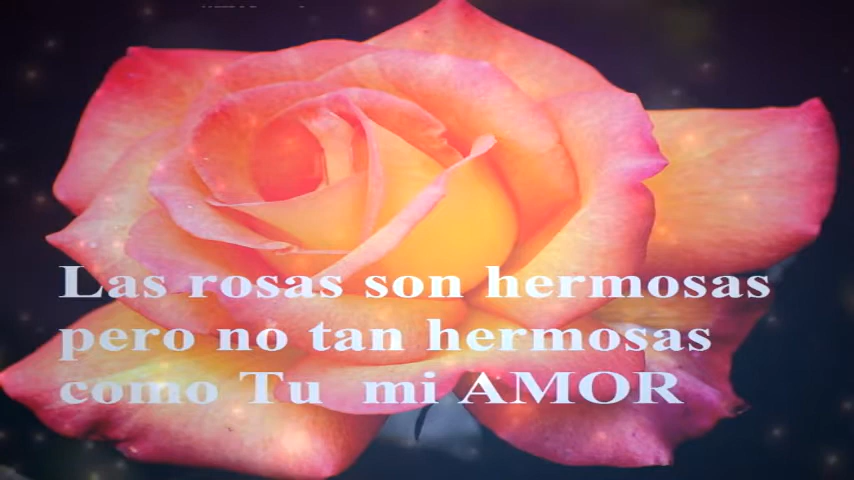 Las rosas son hermosas
pero no tan hermosas
como Tu mi AMOR